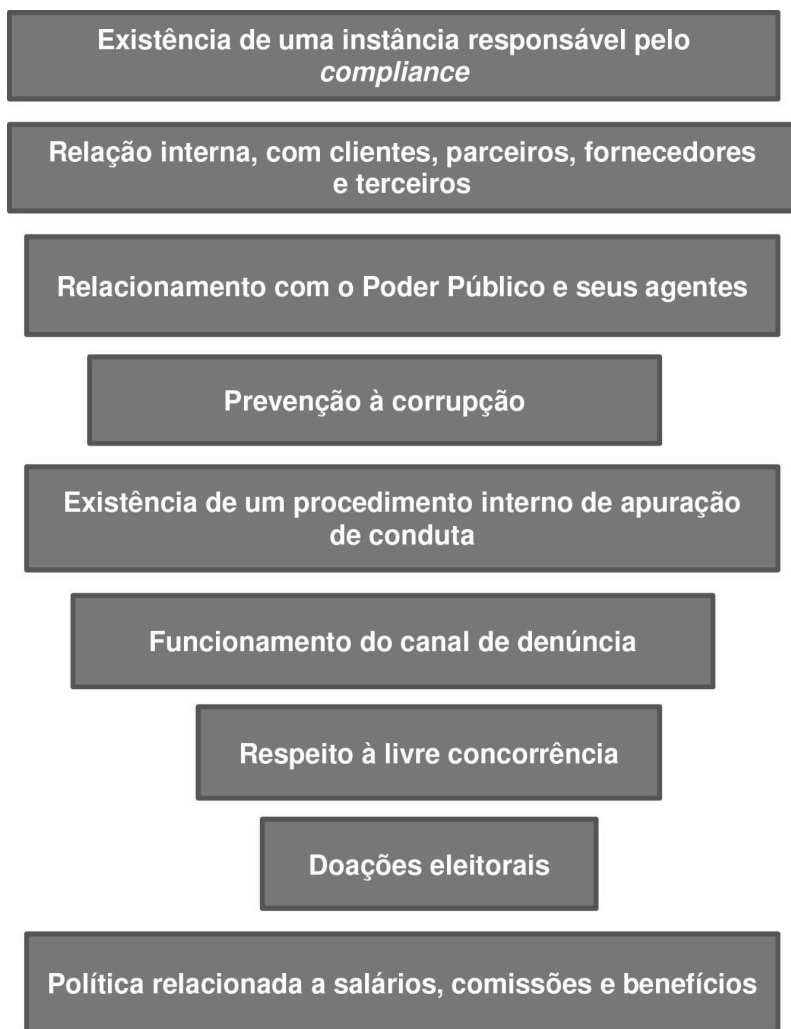 Existência de uma instância responsável pelo
compliance
Relação interna, com clientes, parceiros, fornecedores
e terceiros
Relacionamento com o Poder Público e seus agentes
Prevenção à corrupção
Existência de um procedimento interno de apuração
de conduta
Funcionamento do canal de denúncia
Respeito à livre concorrência
Doações eleitorais
Política relacionada a salários, comissões e benefícios